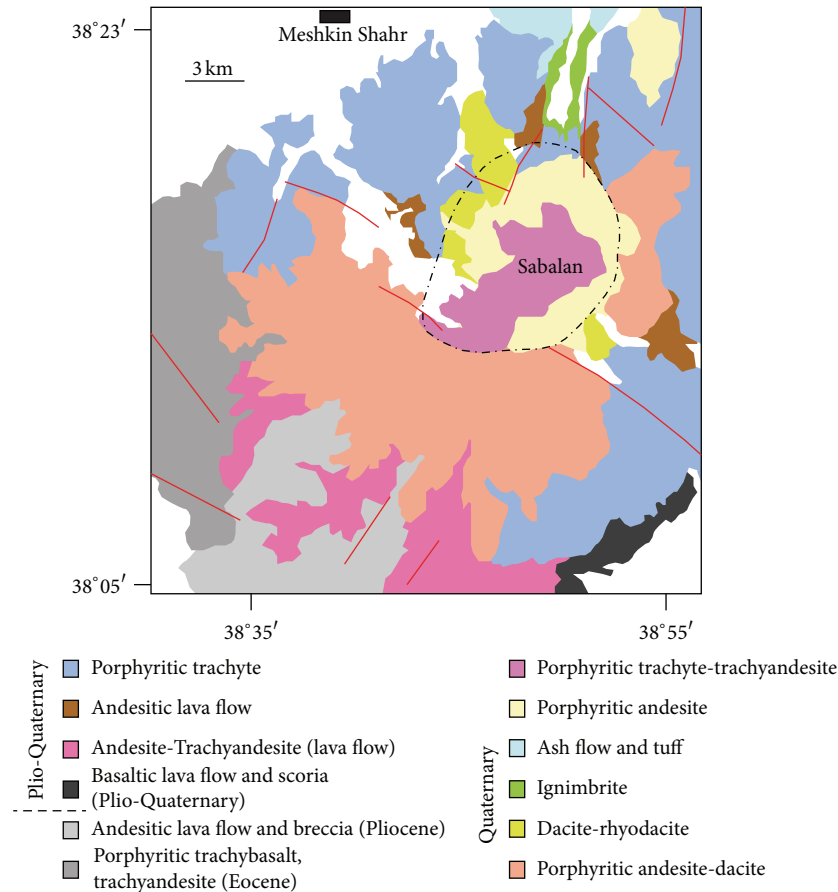 38°23′
Meshkin Shahr
3 km
Sabalan
38°05′
38°35′
38°55′
Plio-Quaternary
Porphyritic trachyte
Andesitic lava flow
Andesite-Trachyandesite (lava flow)
Basaltic lava flow and scoria
(Plio-Quaternary)
Andesitic lava flow and breccia (Pliocene)
Porphyritic trachybasalt,
trachyandesite (Eocene)
Quaternary
Porphyritic trachyte-trachyandesite
Porphyritic andesite
Ash flow and tuff
Ignimbrite
Dacite-rhyodacite
Porphyritic andesite-dacite